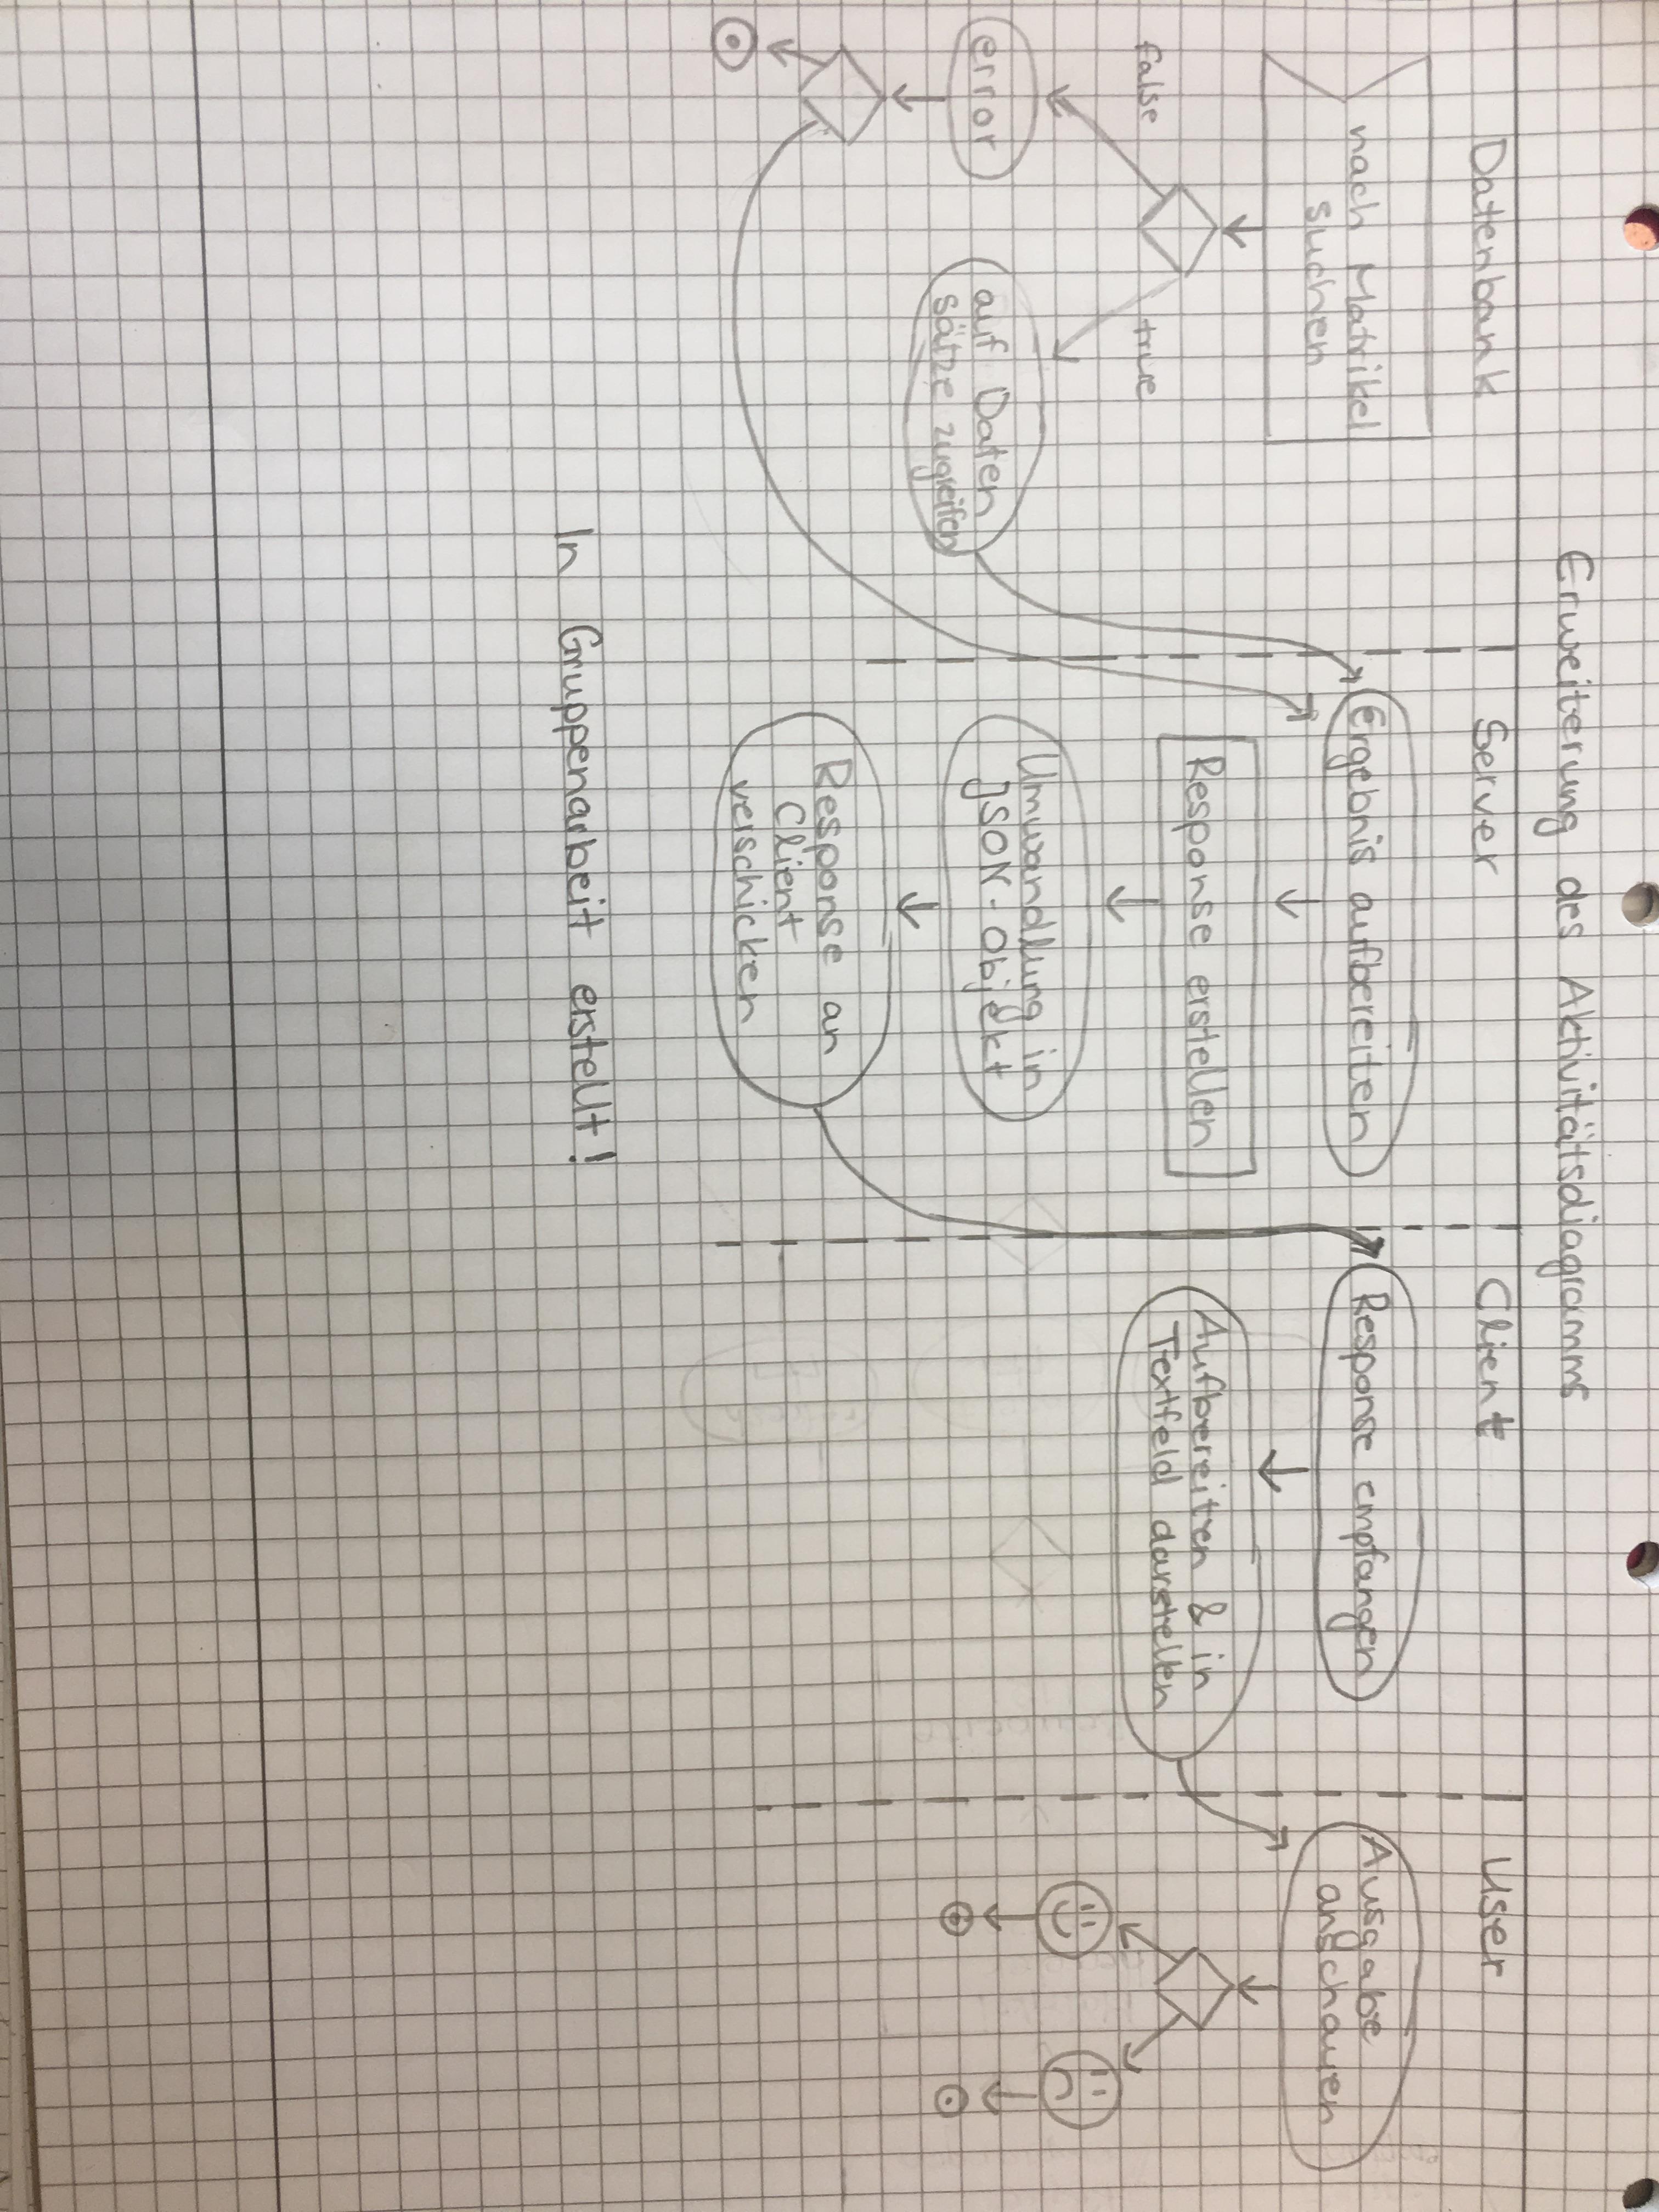 Erweiterung des Aktivitätsdiagramms
Datenbank
Server
Client
User
nach Matrikel
suchen
false
true
error
auf Daten
sätze zugreifen
Ergebnis aufbereiten
Response erstellen
Umwandlung in
JSON-Objekt
Response an
Client
verschicken
Response empfangen
Aufbereiten & in
Textfeld darstellen
Ausgabe
anschauen
In Gruppenarbeit erstellt!